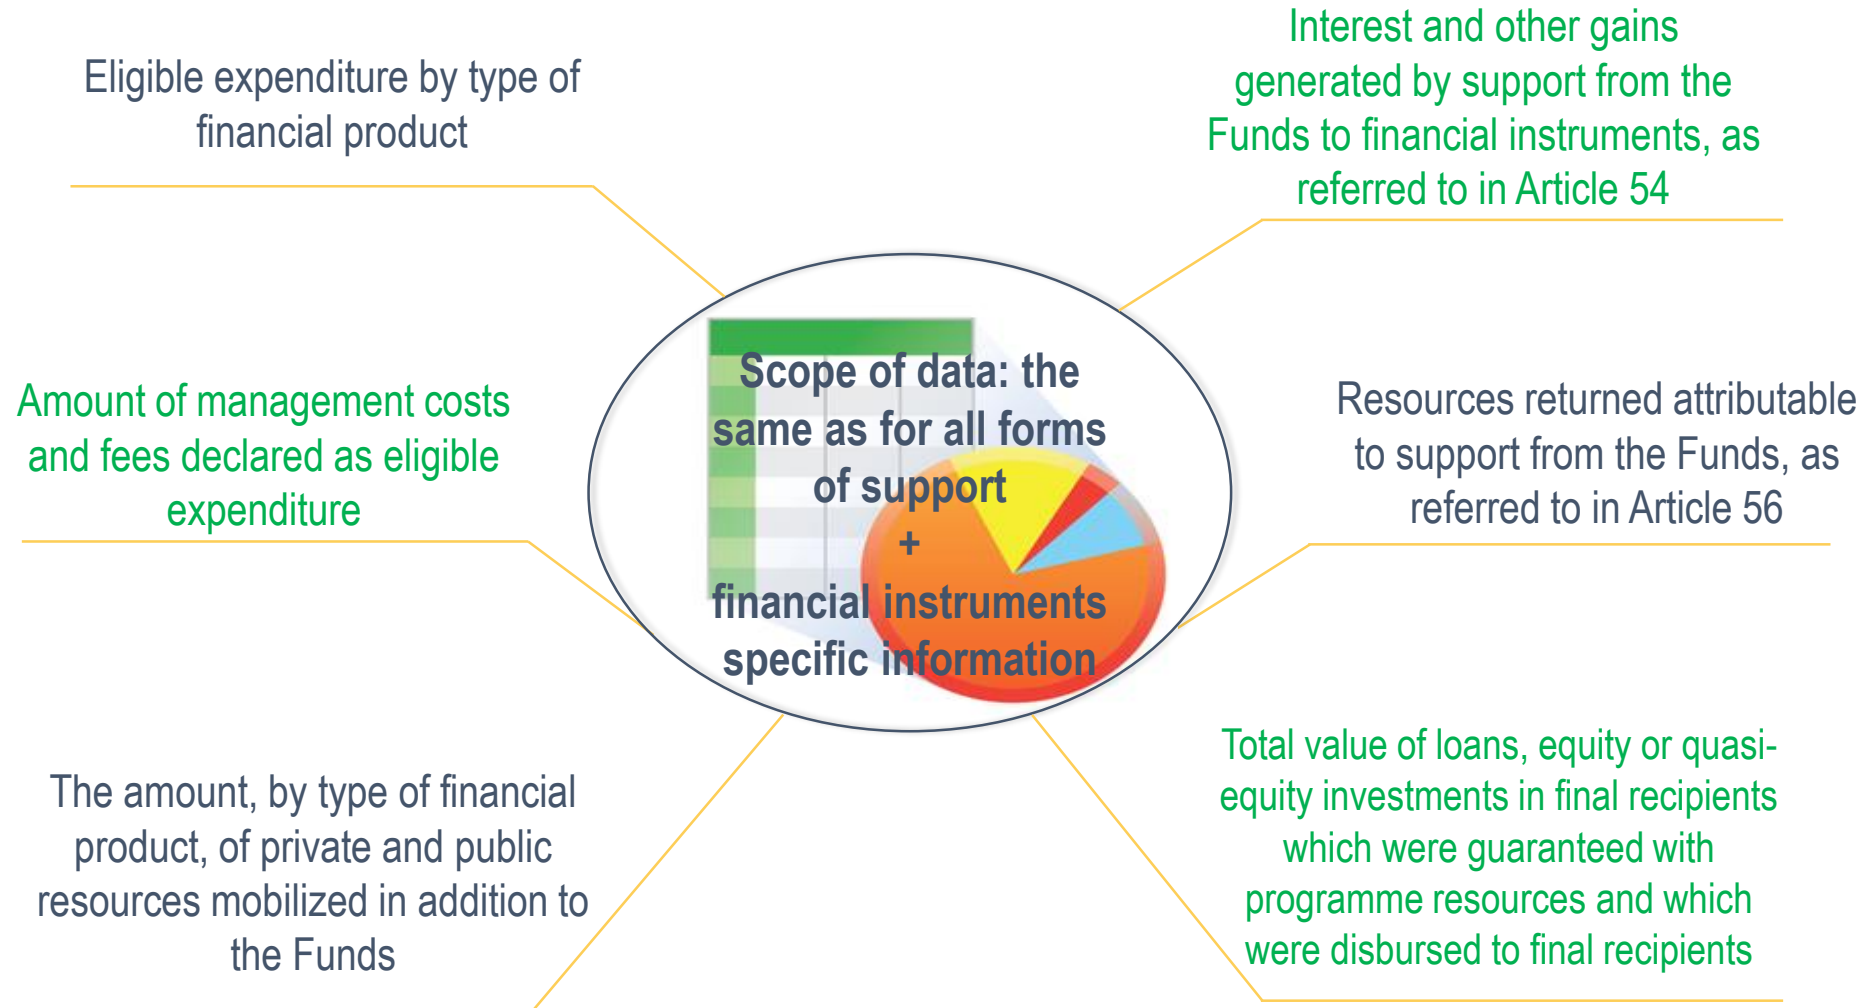 Eligible expenditure by type of
financial product
Interest and other gains
generated by support from the
Funds to financial instruments, as
referred to in Article 54
Amount of management costs
and fees declared as eligible
expenditure
Scope of data: the
same as for all forms
of support
+
financial instruments
specific information
Resources returned attributable
to support from the Funds, as
referred to in Article 56
The amount, by type of financial
product, of private and public
resources mobilized in addition to
the Funds
Total value of loans, equity or quasi-
equity investments in final recipients
which were guaranteed with
programme resources and which
were disbursed to final recipients